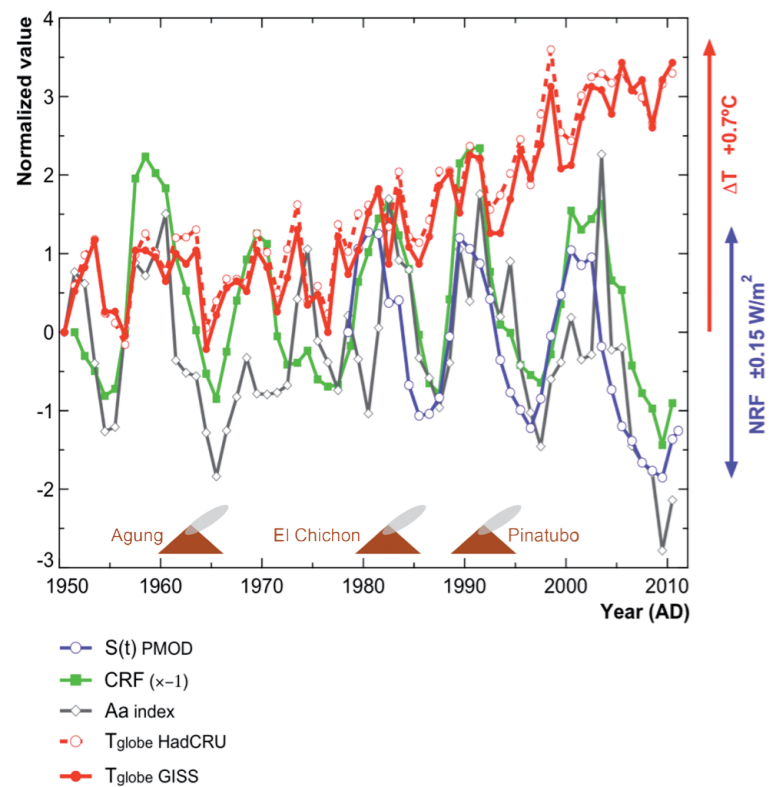 Normalized value
4
3
2
1
0
-1
-2
-3
1950
1960
1970
1980
1990
2000
2010
Year (AD)
Agung
El Chichon
Pinatubo
ΔT +0.7ºC
NRF ±0.15 W/m²
S(t) PMOD
CRF (×−1)
Aa index
Tglobe HadCRU
Tglobe GISS